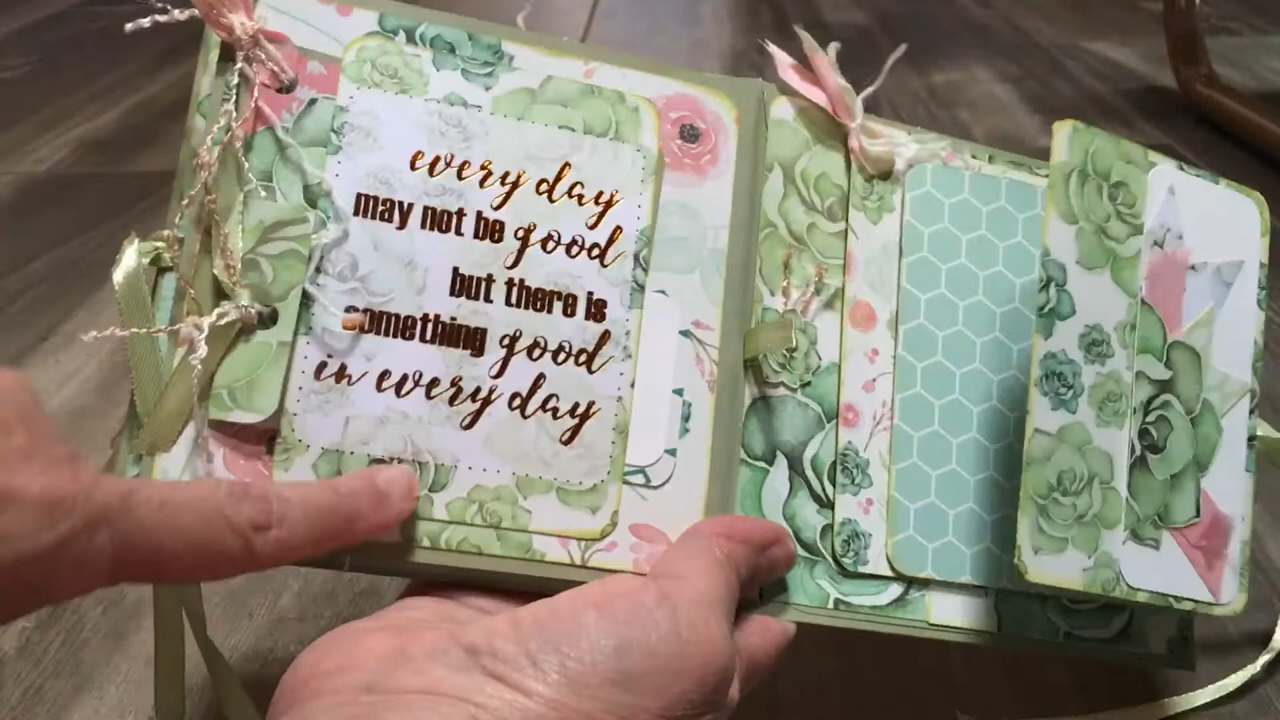 every day
may not be good
but there is
something good
in every day